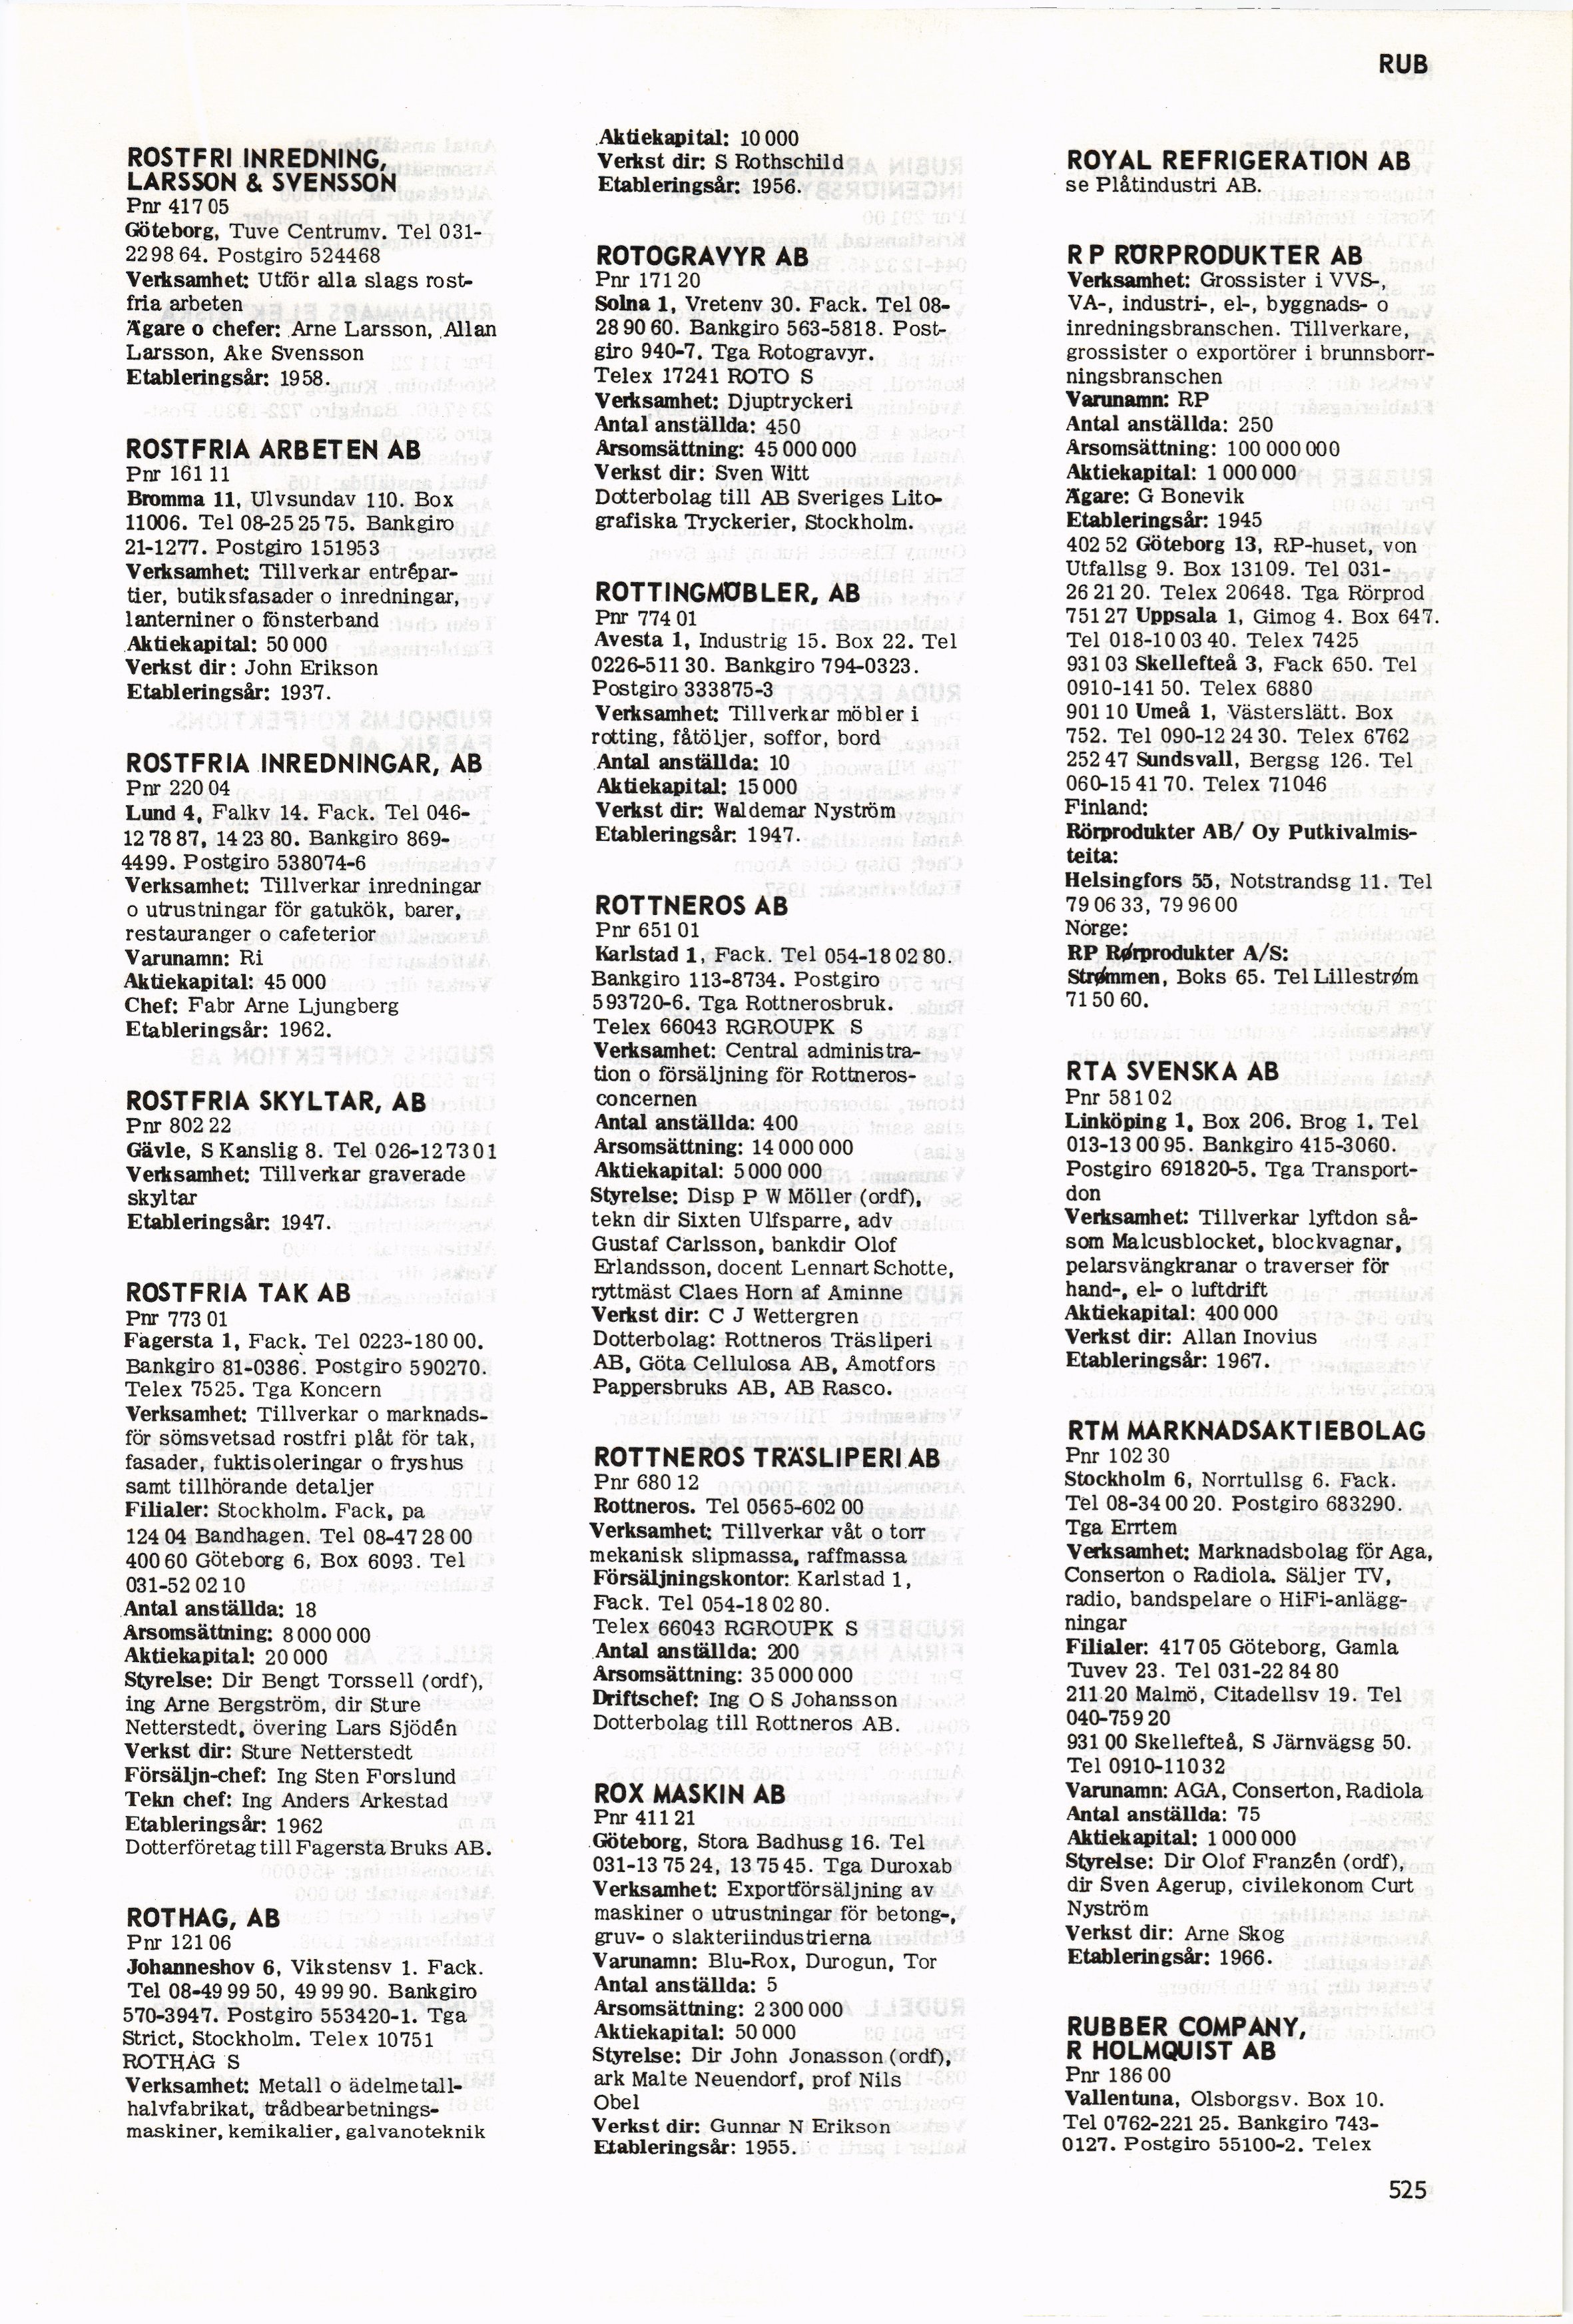 RUB
ROSTFRI INREDNING,
LARSSON & SVENSSON
Pnr 417 05
Göteborg, Tuve Centrumv. Tel 031-
22 98 64. Postgiro 524468
Verksamhet: Utför alla slags rost-
fria arbeten
Ägare o chefer: Arne Larsson, Allan
Larsson, Ake Svensson
Etableringsår: 1958.
ROSTFRIA ARBETEN AB
Pnr 161 11
Bromma 11, Ulvsundav 110. Box
11006. Tel 08-25 25 75. Bankgiro
21-1277. Postgiro 151953
Verksamhet: Tillverkar entrépar-
tier, butiksfasader o inredningar,
lanterniner o fönsterband
Aktiekapital: 50 000
Verkst dir: John Erikson
Etableringsår: 1937.
ROSTFRIA INREDNINGAR, AB
Pnr 220 04
Lund 4, Falkv 14. Fack. Tel 046-
12 78 87, 14 23 80. Bankgiro 869-
4499. Postgiro 538074-6
Verksamhet: Tillverkar inredningar
o utrustningar för gatukök, barer,
restauranger o cafeterior
Varunamn: Ri
Aktiekapital: 45 000
Chef: Fabr Arne Ljungberg
Etableringsår: 1962.
ROSTFRIA SKYLTAR, AB
Pnr 802 22
Gävle, S Kanslig 8. Tel 026-12 73 01
Verksamhet: Tillverkar graverade
skyltar
Etableringsår: 1947.
ROSTFRIA TAK AB
Pnr 773 01
Fagersta 1, Fack. Tel 0223-180 00.
Bankgiro 81-0386. Postgiro 590270.
Telex 7525. Tga Koncern
Verksamhet: Tillverkar o marknads-
för sömsvetsad rostfri plåt för tak,
fasader, fuktisoleringar o fryshus
samt tillhörande detaljer
Filialer: Stockholm. Fack, pa
124 04 Bandhagen. Tel 08-47 28 00
400 60 Göteborg 6, Box 6093. Tel
031-52 02 10
Antal anställda: 18
Arsomsättning: 8 000 000
Aktiekapital: 20 000
Styrelse: Dir Bengt Torssell (ordf),
ing Arne Bergström, dir Sture
Netterstedt, övering Lars Sjödén
Verkst dir: Sture Netterstedt
Försäljn-chef: Ing Sten Forslund
Tekn chef: Ing Anders Arkestad
Etableringsår: 1962
Dotterföretag till Fagersta Bruks AB.
ROTHAG, AB
Pnr 121 06
Johanneshov 6, Vikstensv 1. Fack.
Tel 08-49 99 50, 49 99 90. Bankgiro
570-3947. Postgiro 553420-1. Tga
Strict, Stockholm. Telex 10751
ROTHAG S
Verksamhet: Metall o ädelmetall-
halvfabrikat, trådbearbetnings-
maskiner, kemikalier, galvanoteknik
Aktiekapital: 10 000
Verkst dir: S Rothschild
Etableringsår: 1956.
ROTOGRAVYR AB
Pnr 171 20
Solna 1, Vretenv 30. Fack. Tel 08-
28 90 60. Bankgiro 563-5818. Post-
giro 940-7. Tga Rotogravyr.
Telex 17241 ROTO S
Verksamhet: Djuptryckeri
Antal anställda: 450
Arsomsättning: 45 000 000
Verkst dir: Sven Witt
Dotterbolag till AB Sveriges Lito-
grafiska Tryckerier, Stockholm.
ROTTINGMÖBLER, AB
Pnr 774 01
Avesta 1, Industrig 15. Box 22. Tel
0226-511 30. Bankgiro 794-0323.
Postgiro 333875-3
Verksamhet: Tillverkar möbler i
rotting, fåtöljer, soffor, bord
Antal anställda: 10
Aktiekapital: 15 000
Verkst dir: Waldemar Nyström
Etableringsår: 1947.
ROTTNEROS AB
Pnr 651 01
Karlstad 1, Fack. Tel 054-18 02 80.
Bankgiro 113-8734. Postgiro
593720-6. Tga Rottnerosbruk.
Telex 66043 RGROUPK S
Verksamhet: Central administra-
tion o försäljning för Rottneros-
concernen
Antal anställda: 400
Arsomsättning: 14 000 000
Aktiekapital: 5 000 000
Styrelse: Disp P W Möller (ordf),
tekn dir Sixten Ulfsparre, adv
Gustaf Carlsson, bankdir Olof
Erlandsson, docent Lennart Schotte,
ryttmäst Claes Horn af Aminne
Verkst dir: C J Wettergren
Dotterbolag: Rottneros Träsliperi
AB, Göta Cellulosa AB, Åmotfors
Pappersbruks AB, AB Rasco.
ROTTNEROS TRÄSLIPERI AB
Pnr 680 12
Rottneros. Tel 0565-602 00
Verksamhet: Tillverkar våt o torr
mekanisk slipmassa, raffmassa
Försäljningskontor: Karlstad 1,
Fack. Tel 054-18 02 80.
Telex 66043 RGROUPK S
Antal anställda: 200
Arsomsättning: 35 000 000
Driftschef: Ing O S Johansson
Dotterbolag till Rottneros AB.
ROX MASKIN AB
Pnr 411 21
Göteborg, Stora Badhusg 16. Tel
031-13 75 24, 13 75 45. Tga Duroxab
Verksamhet: Exportförsäljning av
maskiner o utrustningar för betong-,
gruv- o slakteriindustrierna
Varunamn: Blu-Rox, Durogun, Tor
Antal anställda: 5
Arsomsättning: 2 300 000
Aktiekapital: 50 000
Styrelse: Dir John Jonasson (ordf),
ark Malte Neuendorf, prof Nils
Obel
Verkst dir: Gunnar N Erikson
Etableringsår: 1955.
ROYAL REFRIGERATION AB
se Plåtindustri AB.
R P RÖRPRODUKTER AB
Verksamhet: Grossister i VVS-,
VA-, industri-, el-, byggnads- o
inredningsbranschen. Tillverkare,
grossister o exportörer i brunnsborr-
ningsbranschen
Varunamn: RP
Antal anställda: 250
Arsomsättning: 100 000 000
Aktiekapital: 1 000 000
Ägare: G Bonevik
Etableringsår: 1945
402 52 Göteborg 13, RP-huset, von
Utfallsg 9. Box 13109. Tel 031-
26 21 20. Telex 20648. Tga Rörprod
751 27 Uppsala 1, Gimog 4. Box 647.
Tel 018-10 03 40. Telex 7425
931 03 Skellefteå 3, Fack 650. Tel
0910-141 50. Telex 6880
901 10 Umeå 1, Västerslätt. Box
752. Tel 090-12 24 30. Telex 6762
252 47 Sundsvall, Bergsg 126. Tel
060-15 41 70. Telex 71046
Finland:
Rörprodukter AB/ Oy Putkivalmis-
teita:
Helsingfors 55, Notstrandsg 11. Tel
79 06 33, 79 96 00
Norge:
RP Rørprodukter A/S:
Strømmen, Boks 65. Tel Lillestrøm
71 50 60.
RTA SVENSKA AB
Pnr 581 02
Linköping 1, Box 206. Brog 1. Tel
013-13 00 95. Bankgiro 415-3060.
Postgiro 691820-5. Tga Transport-
don
Verksamhet: Tillverkar lyftdon så-
som Malcusblocket, blockvagnar,
pelarsvängkranar o traverser för
hand-, el- o luftdrift
Aktiekapital: 400 000
Verkst dir: Allan Inovius
Etableringsår: 1967.
RTM MARKNADSAKTIEBOLAG
Pnr 102 30
Stockholm 6, Norrtullsg 6. Fack.
Tel 08-34 00 20. Postgiro 683290.
Tga Errtem
Verksamhet: Marknadsbolag för Aga,
Conserton o Radiola. Säljer TV,
radio, bandspelare o HiFi-anlägg-
ningar
Filialer: 417 05 Göteborg, Gamla
Tuvev 23. Tel 031-22 84 80
211 20 Malmö, Citadellsv 19. Tel
040-759 20
931 00 Skellefteå, S Järnvägsg 50.
Tel 0910-110 32
Varunamn: AGA, Conserton, Radiola
Antal anställda: 75
Aktiekapital: 1 000 000
Styrelse: Dir Olof Franzén (ordf),
dir Sven Agerup, civilekonom Curt
Nyström
Verkst dir: Arne Skog
Etableringsår: 1966.
RUBBER COMPANY,
R HOLMQUIST AB
Pnr 186 00
Vallentuna, Olsborgsv. Box 10.
Tel 0762-221 25. Bankgiro 743-
0127. Postgiro 55100-2. Telex
525